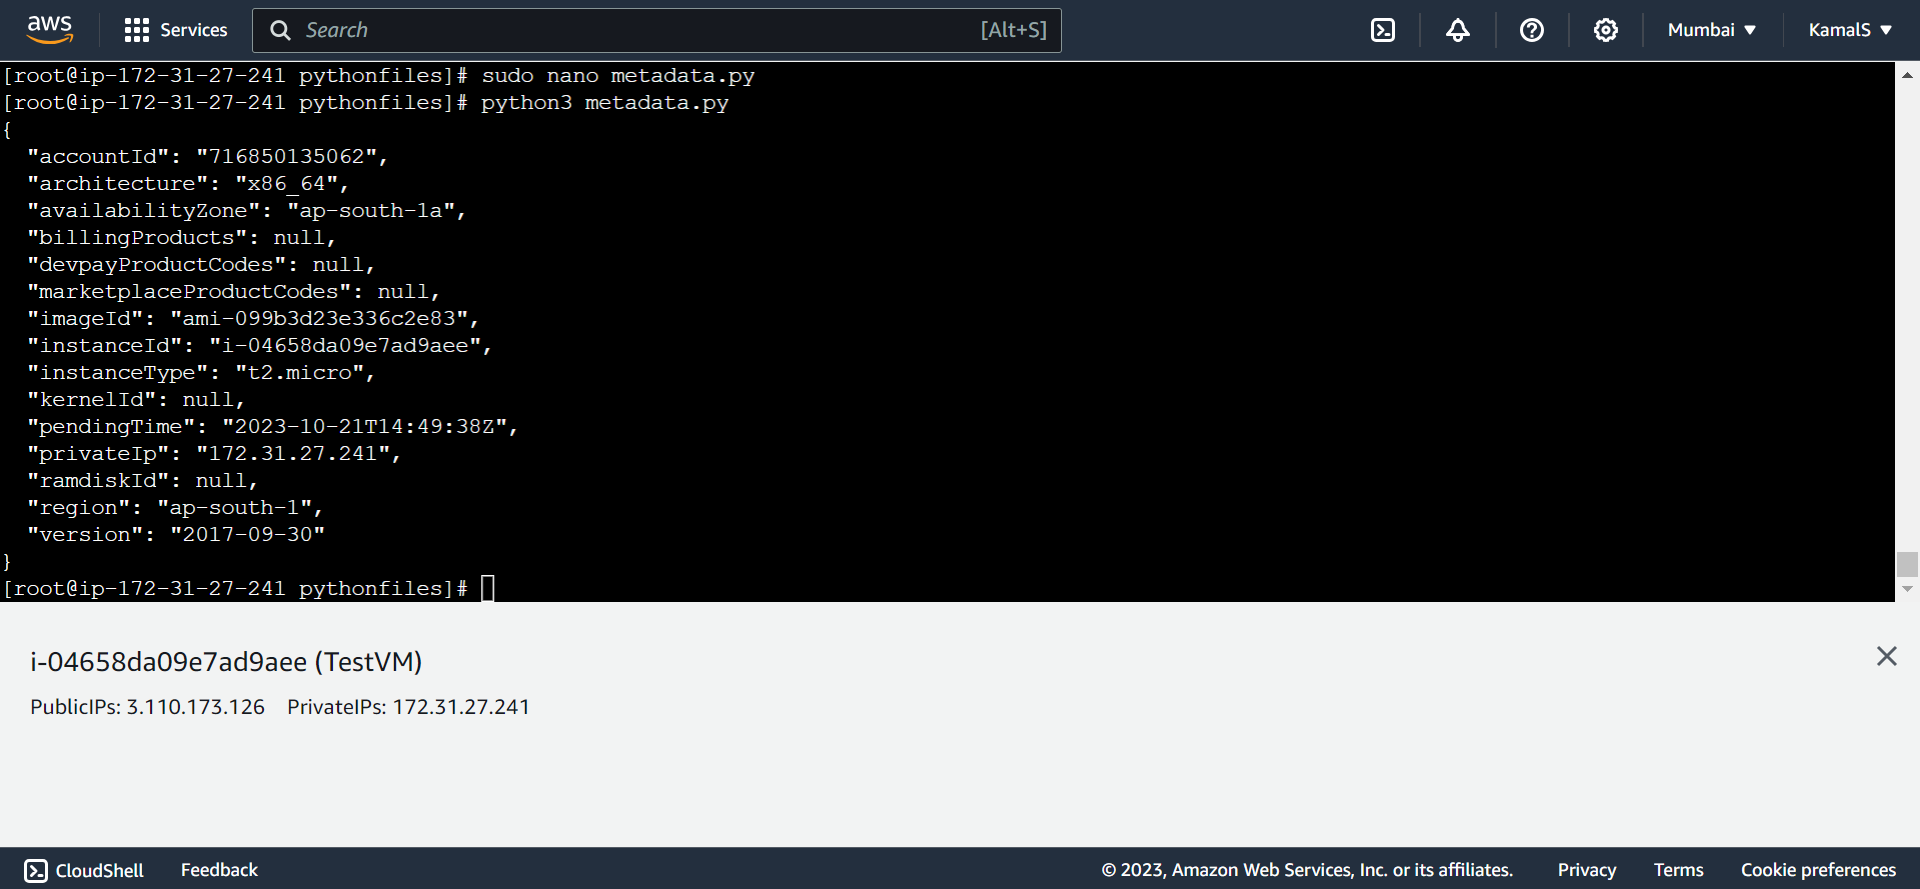 aws Services Search [Alt+S] Mumbai ▼ KamalS ▼
[root@ip-172-31-27-241 pythonfiles]# sudo nano metadata.py
[root@ip-172-31-27-241 pythonfiles]# python3 metadata.py
{
  "accountId": "716850135062",
  "architecture": "x86_64",
  "availabilityZone": "ap-south-1a",
  "billingProducts": null,
  "devpayProductCodes": null,
  "marketplaceProductCodes": null,
  "imageId": "ami-099b3d23e336c2e83",
  "instanceId": "i-04658da09e7ad9aee",
  "instanceType": "t2.micro",
  "kernelId": null,
  "pendingTime": "2023-10-21T14:49:38Z",
  "privateIp": "172.31.27.241",
  "ramdiskId": null,
  "region": "ap-south-1",
  "version": "2017-09-30"
}
[root@ip-172-31-27-241 pythonfiles]#
i-04658da09e7ad9aee (TestVM)
PublicIPs: 3.110.173.126 PrivateIPs: 172.31.27.241
CloudShell Feedback © 2023, Amazon Web Services, Inc. or its affiliates. Privacy Terms Cookie preferences